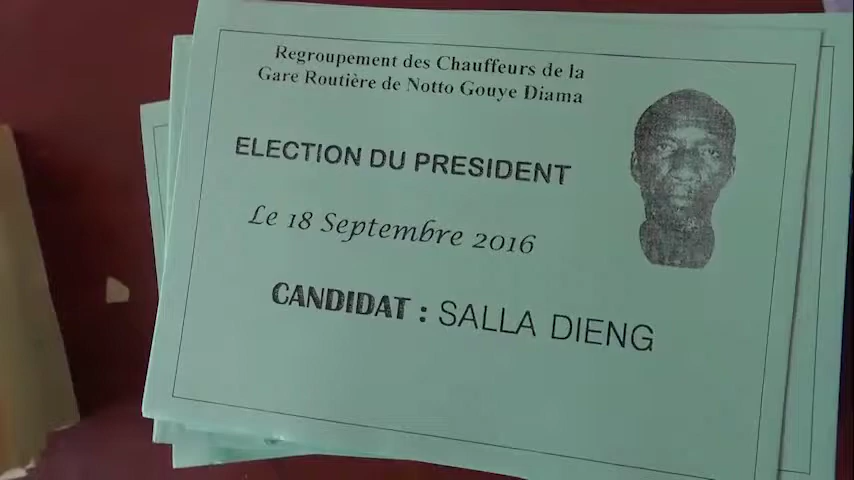 Regroupement des Chauffeurs de la
Gare Routière de Notto Gouye Diama
ELECTION DU PRESIDENT
Le 18 Septembre 2016
CANDIDAT : SALLA DIENG